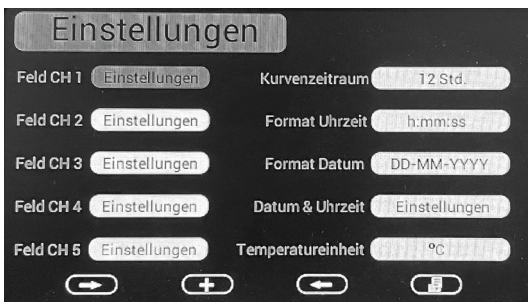 Einstellungen
Feld CH 1 Einstellungen Kurvenzeitraum 12 Std.
Feld CH 2 Einstellungen Format Uhrzeit h:mm:ss
Feld CH 3 Einstellungen Format Datum DD-MM-YYYY
Feld CH 4 Einstellungen Datum & Uhrzeit Einstellungen
Feld CH 5 Einstellungen Temperatureinheit °C